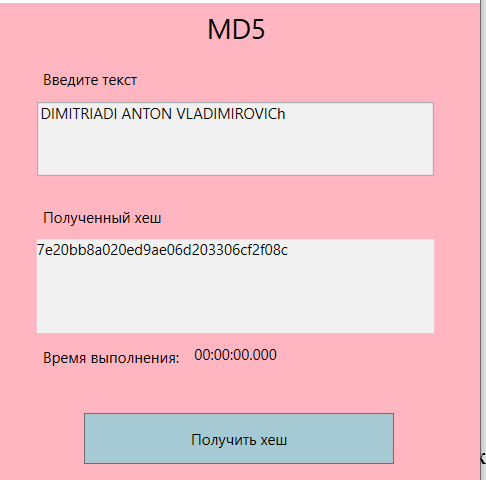 MD5
Введите текст
DIMITRIADI ANTON VLADIMIROVICh
Полученный хеш
7e20bb8a020ed9ae06d203306cf2f08c
Время выполнения: 00:00:00.000
Получить хеш